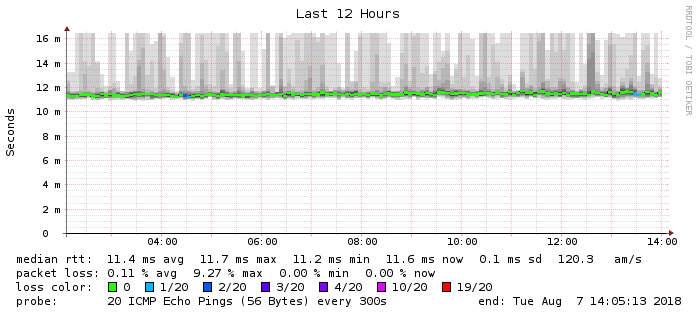 Last 12 Hours
RRDTOOL / TOBI OETIKER
Seconds
16 m
14 m
12 m
10 m
8 m
6 m
4 m
2 m
0
04:00 06:00 08:00 10:00 12:00 14:00
median rtt: 11.4 ms avg 11.7 ms max 11.2 ms min 11.6 ms now 0.1 ms sd 120.3 am/s
packet loss: 0.11 % avg 9.27 % max 0.00 % min 0.00 % now
loss color: 0 1/20 2/20 3/20 4/20 10/20 19/20
probe: 20 ICMP Echo Pings (56 Bytes) every 300s end: Tue Aug 7 14:05:13 2018